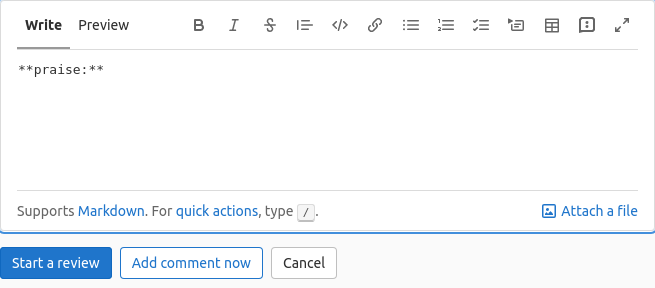 Write Preview
**praise:**
Supports Markdown. For quick actions, type /. Attach a file
Start a review Add comment now Cancel